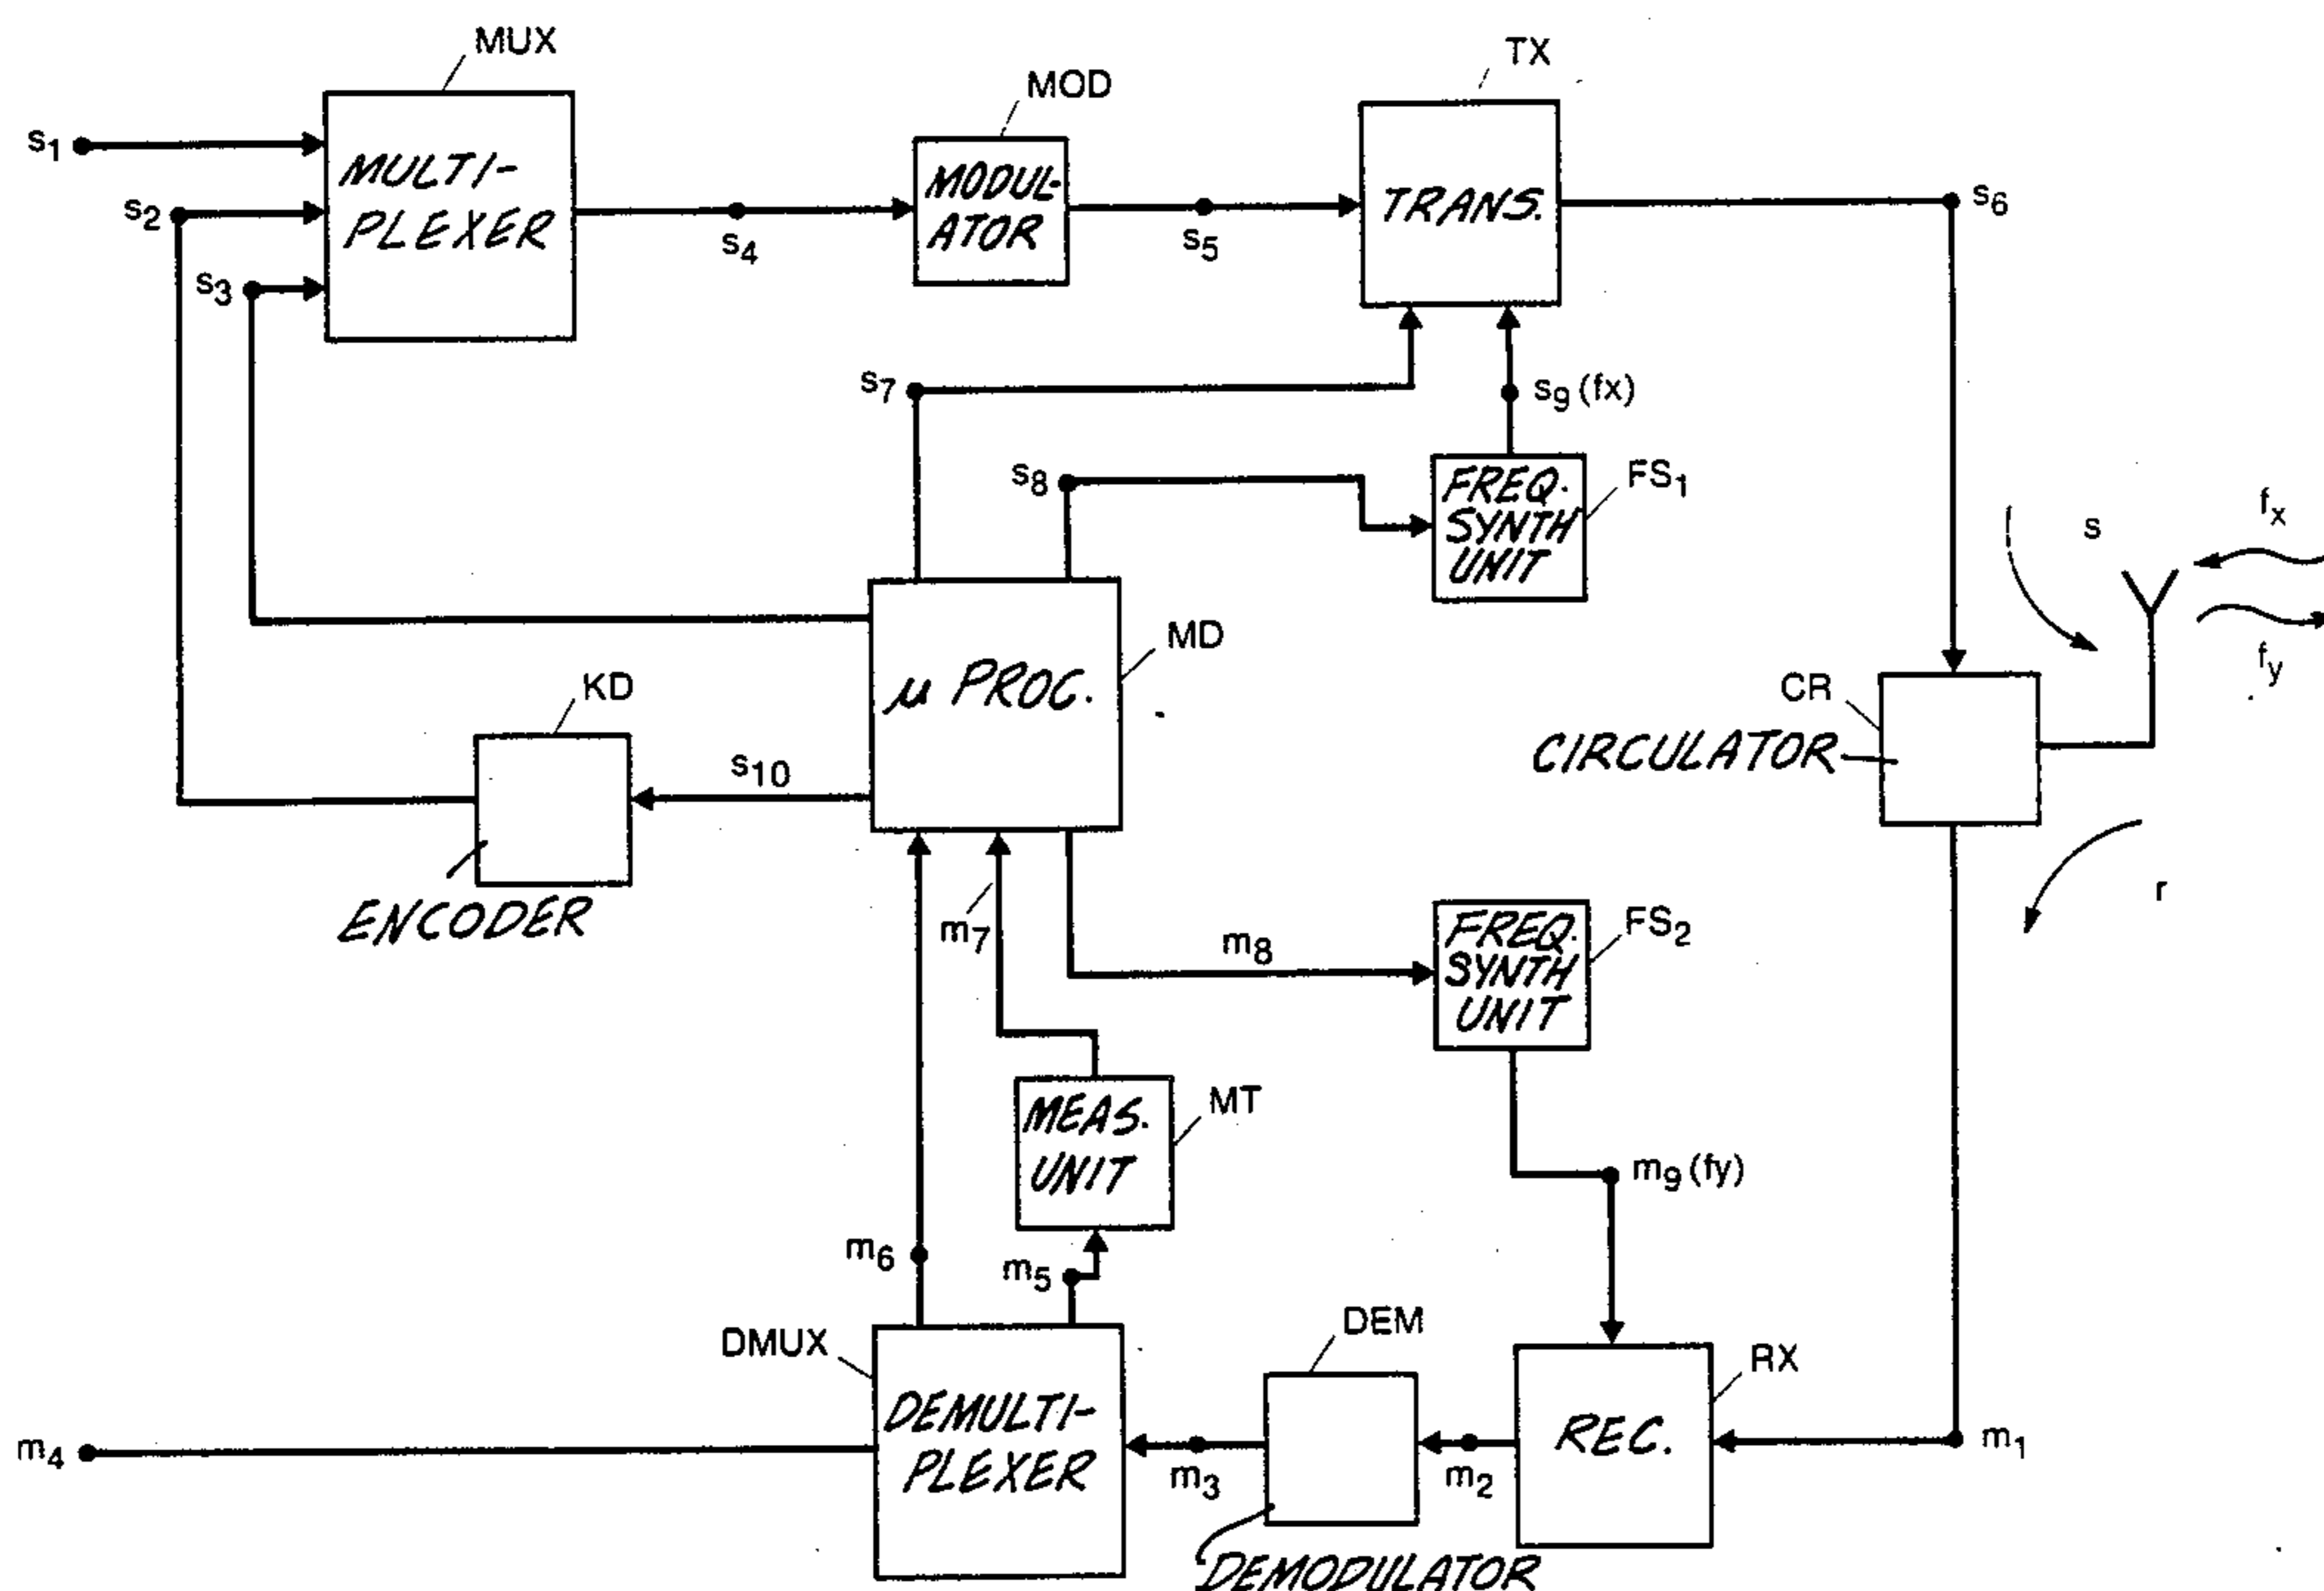 MUX
MOD
TX
s1
MULTI-
PLEXER
s2
s3
s4
MODUL-
ATOR
s5
TRANS.
s6
s7
s9 (fx)
s8
FREQ.
SYNTH
UNIT
FS1
s
fx
fy
µ PROC.
MD
KD
s10
ENCODER
CR
CIRCULATOR
r
m7
m8
FREQ.
SYNTH
UNIT
FS2
MEAS.
UNIT
MT
m9 (fy)
m6
m5
DMUX
DEMULTI-
PLEXER
DEM
RX
REC.
m4
m3
m2
m1
DEMODULATOR